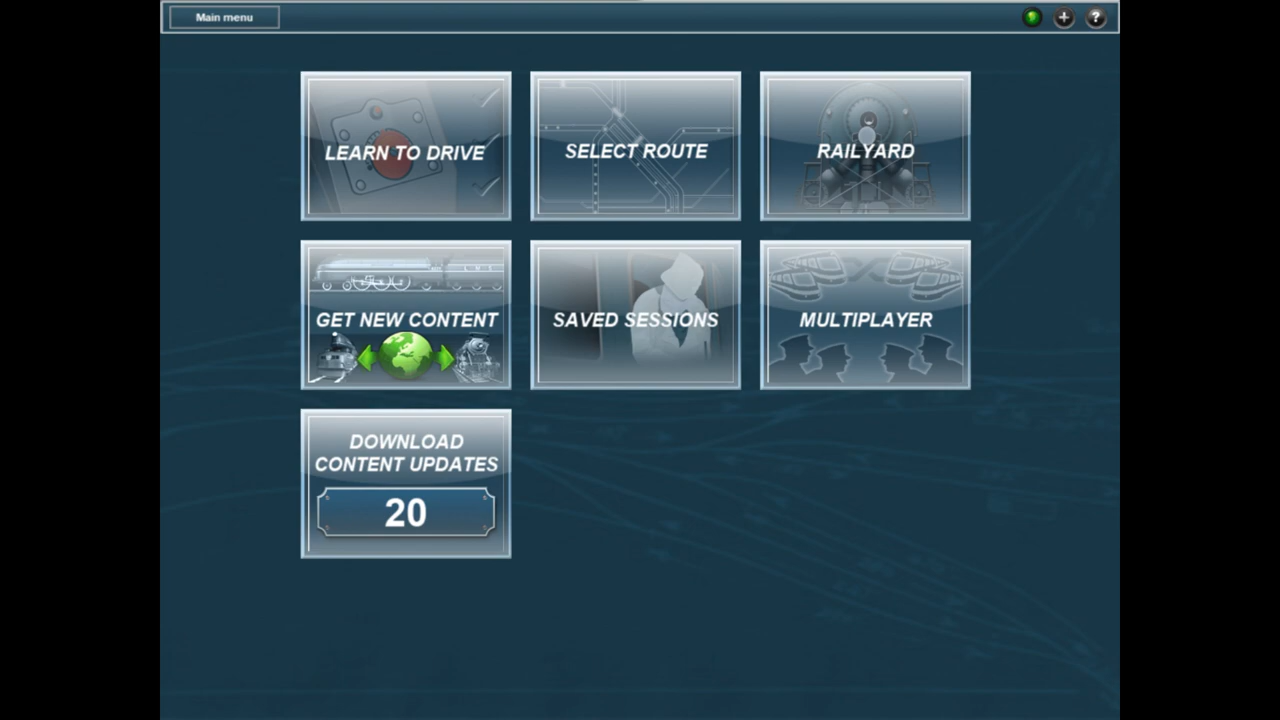 Main menu
?
LEARN TO DRIVE
SELECT ROUTE
RAILYARD
GET NEW CONTENT
SAVED SESSIONS
MULTIPLAYER
DOWNLOAD
CONTENT UPDATES
20